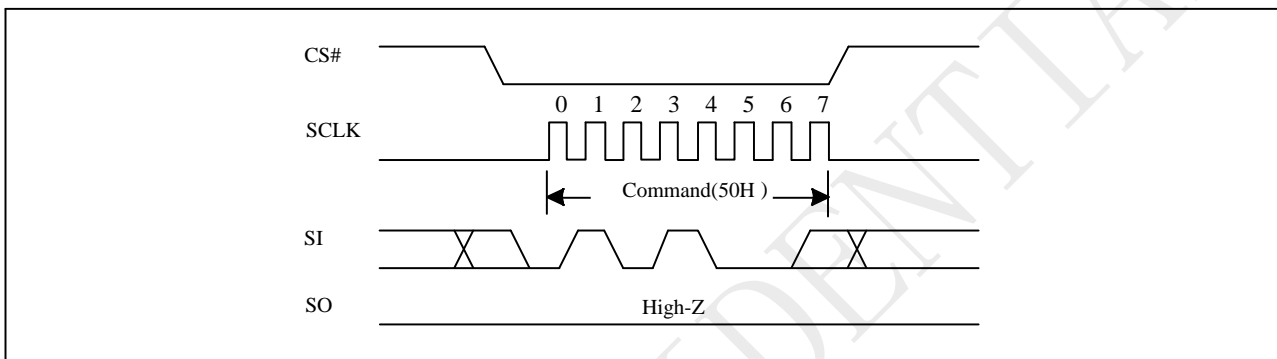 CS#
0 1 2 3 4 5 6 7
SCLK
Command(50H )
SI
SO High-Z